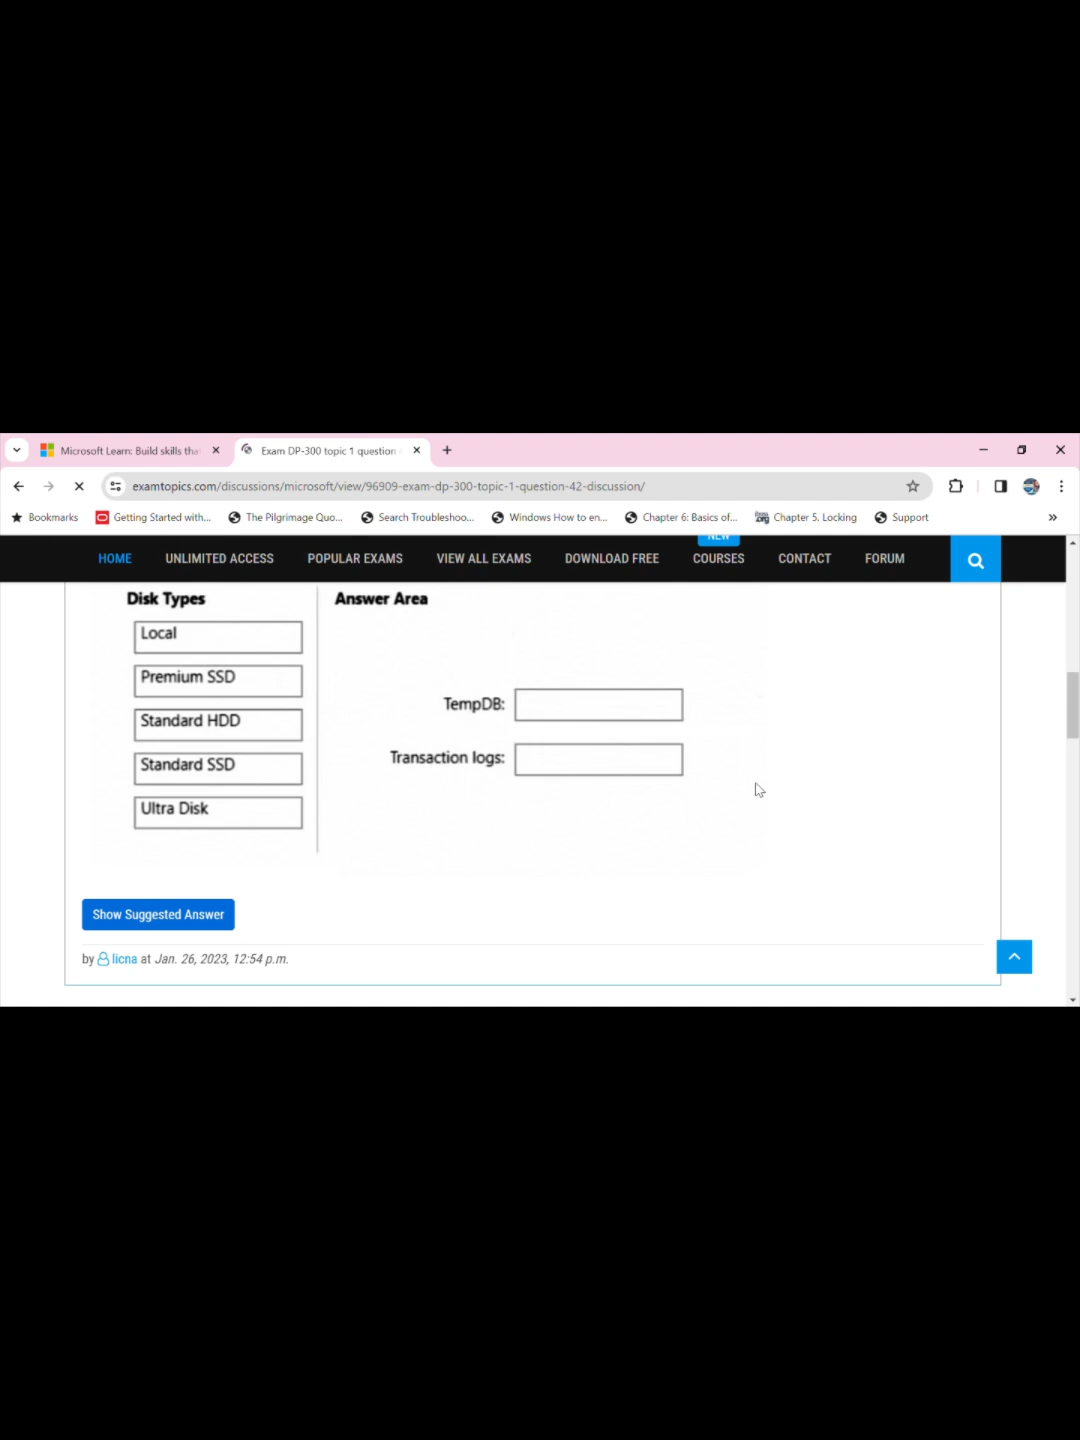 Microsoft Learn: Build skills tha
Exam DP-300 topic 1 question
examtopics.com/discussions/microsoft/view/96909-exam-dp-300-topic-1-question-42-discussion/
Bookmarks
Getting Started with...
The Pilgrimage Quo...
Search Troubleshoo...
Windows How to en...
Chapter 6: Basics of...
Chapter 5. Locking
Support
»
NEW
HOME
UNLIMITED ACCESS
POPULAR EXAMS
VIEW ALL EXAMS
DOWNLOAD FREE
COURSES
CONTACT
FORUM
Disk Types
Answer Area
Local
Premium SSD
Standard HDD
Standard SSD
Ultra Disk
TempDB:
Transaction logs:
Show Suggested Answer
by licna at Jan. 26, 2023, 12:54 p.m.